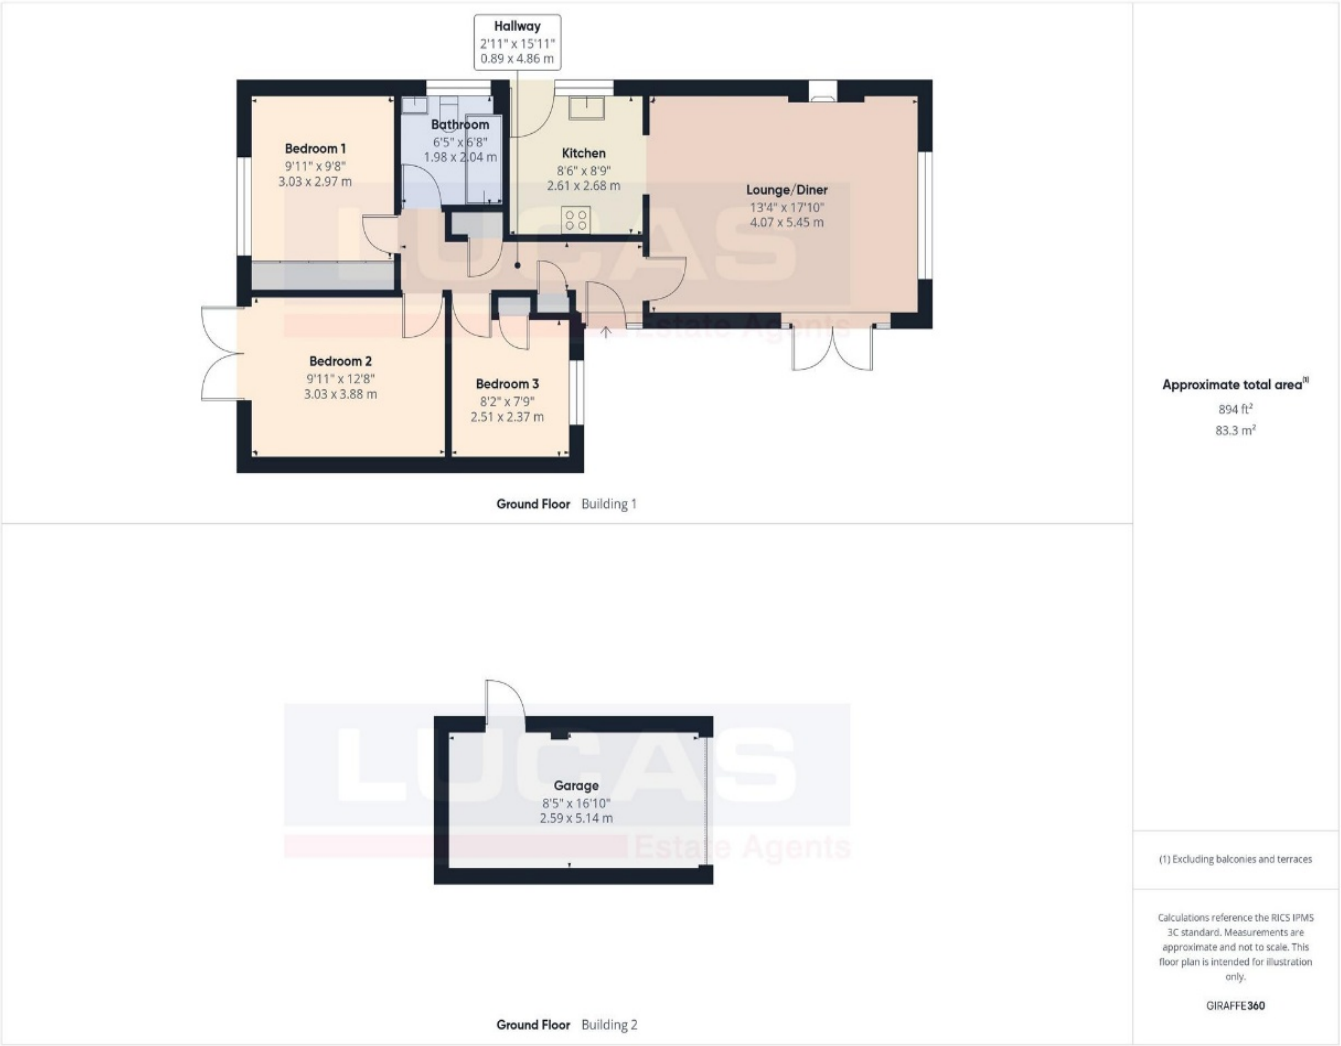 Hallway
2'11" x 15'11"
0.89 x 4.86 m
Bedroom 1
9'11" x 9'8"
3.03 x 2.97 m
Bathroom
6'5" x 6'8"
1.98 x 2.04 m
Kitchen
8'6" x 8'9"
2.61 x 2.68 m
Lounge/Diner
13'4" x 17'10"
4.07 x 5.45 m
LUCAS
Estate Agents
Bedroom 2
9'11" x 12'8"
3.03 x 3.88 m
Bedroom 3
8'2" x 7'9"
2.51 x 2.37 m
Ground Floor Building 1
LUCAS
Garage
8'5" x 16'10"
2.59 x 5.14 m
Estate Agents
Ground Floor Building 2
Approximate total area⁽¹⁾
894 ft²
83.3 m²
(1) Excluding balconies and terraces
Calculations reference the RICS IPMS
3C standard. Measurements are
approximate and not to scale. This
floor plan is intended for illustration
only.
GIRAFFE360